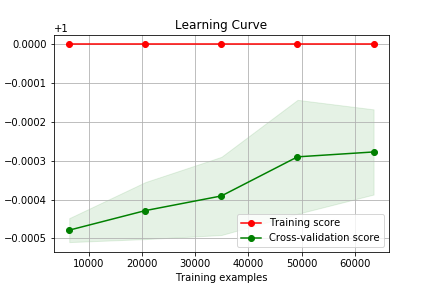 Learning Curve
+1
0.0000
−0.0001
−0.0002
−0.0003
−0.0004
−0.0005
Training score
Cross-validation score
10000 20000 30000 40000 50000 60000
Training examples